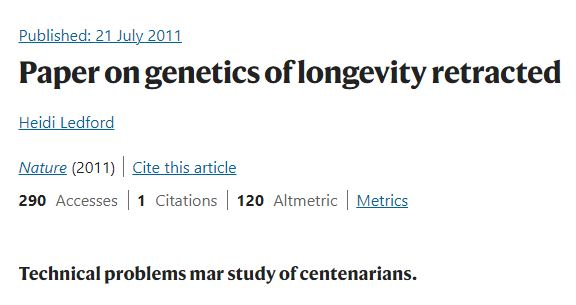 Published: 21 July 2011
Paper on genetics of longevity retracted
Heidi Ledford
Nature (2011) | Cite this article
290 Accesses | 1 Citations | 120 Altmetric | Metrics
Technical problems mar study of centenarians.